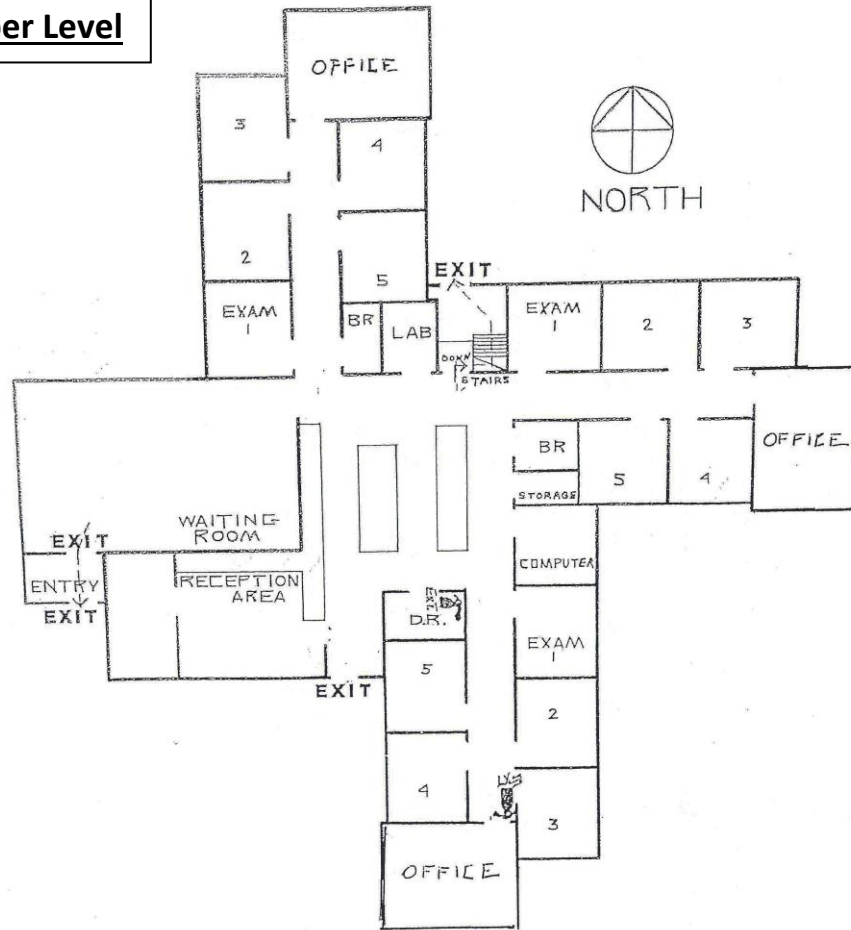 per Level
OFFICE
3
4
NORTH
2
5
EXIT
EXAM
1
BR
LAB
DOWN
STAIRS
EXAM
1
2
3
BR
5
4
OFFICE
STORAGE
WAITING
ROOM
EXIT
ENTRY
EXIT
RECEPTION
AREA
COMPUTER
EXT.
D.R.
EXAM
1
5
EXIT
2
4
3
OFFICE